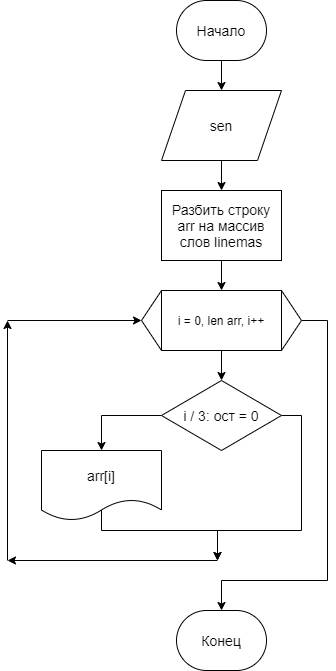 Начало
sen
Разбить строку
arr на массив
слов linemas
i = 0, len arr, i++
i / 3: ост = 0
arr[i]
Конец